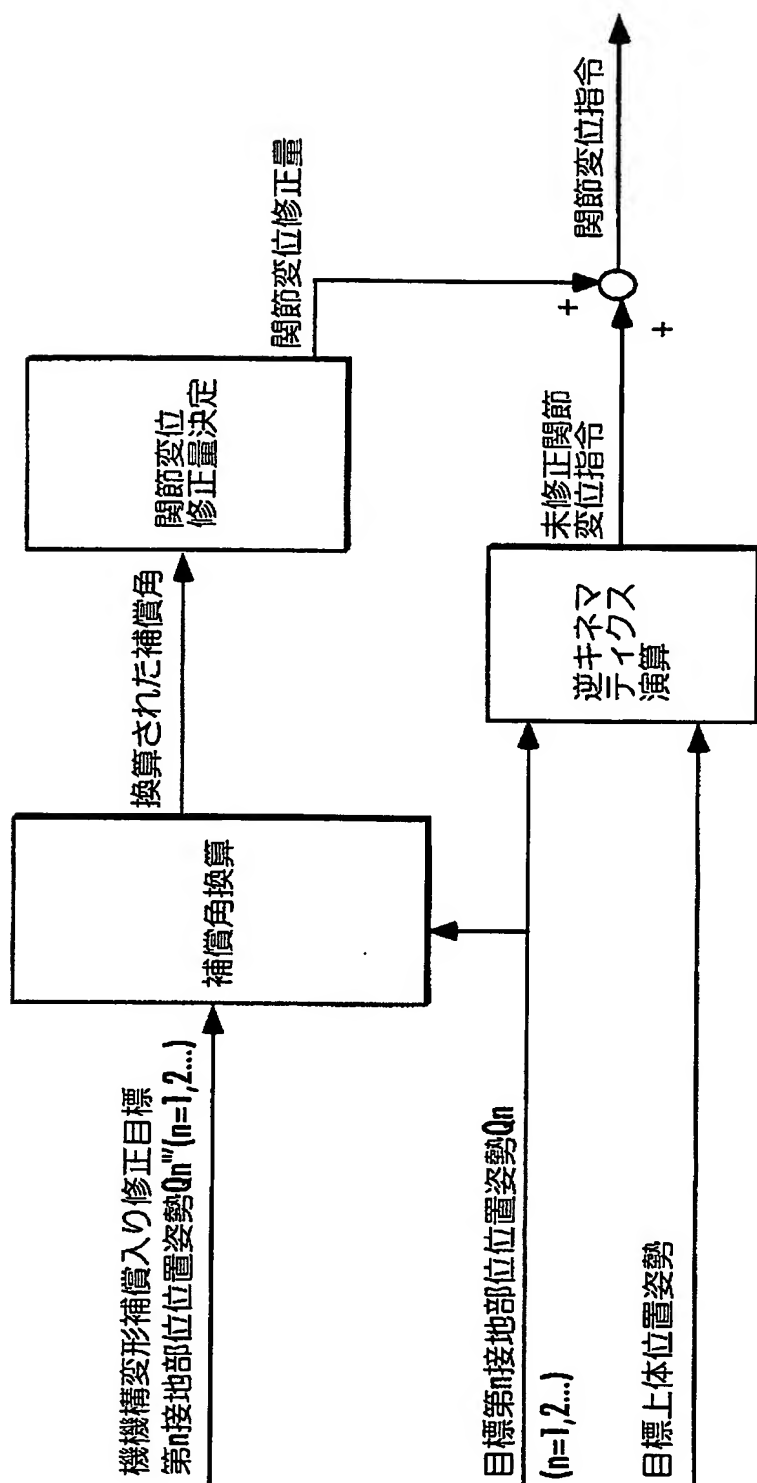 機機構変形補償入り修正目標
第n接地部位位置姿勢Qn'''(n=1,2...)
補償角換算
換算された補償角
関節変位
修正量決定
関節変位修正量
目標第n接地部位位置姿勢Qn
(n=1,2...)
目標上体位置姿勢
逆キネマ
ティクス
演算
未修正関節
変位指令
+
+
関節変位指令